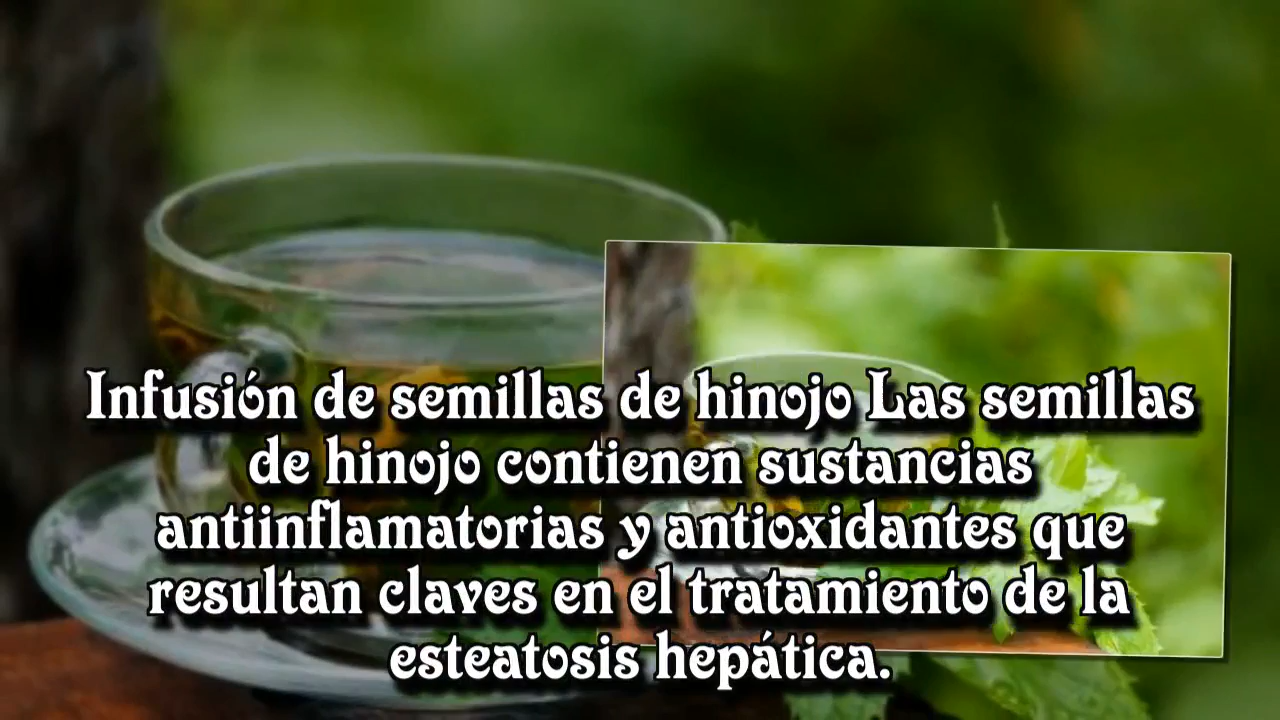 Infusión de semillas de hinojo Las semillas
de hinojo contienen sustancias
antiinflamatorias y antioxidantes que
resultan claves en el tratamiento de la
esteatosis hepática.